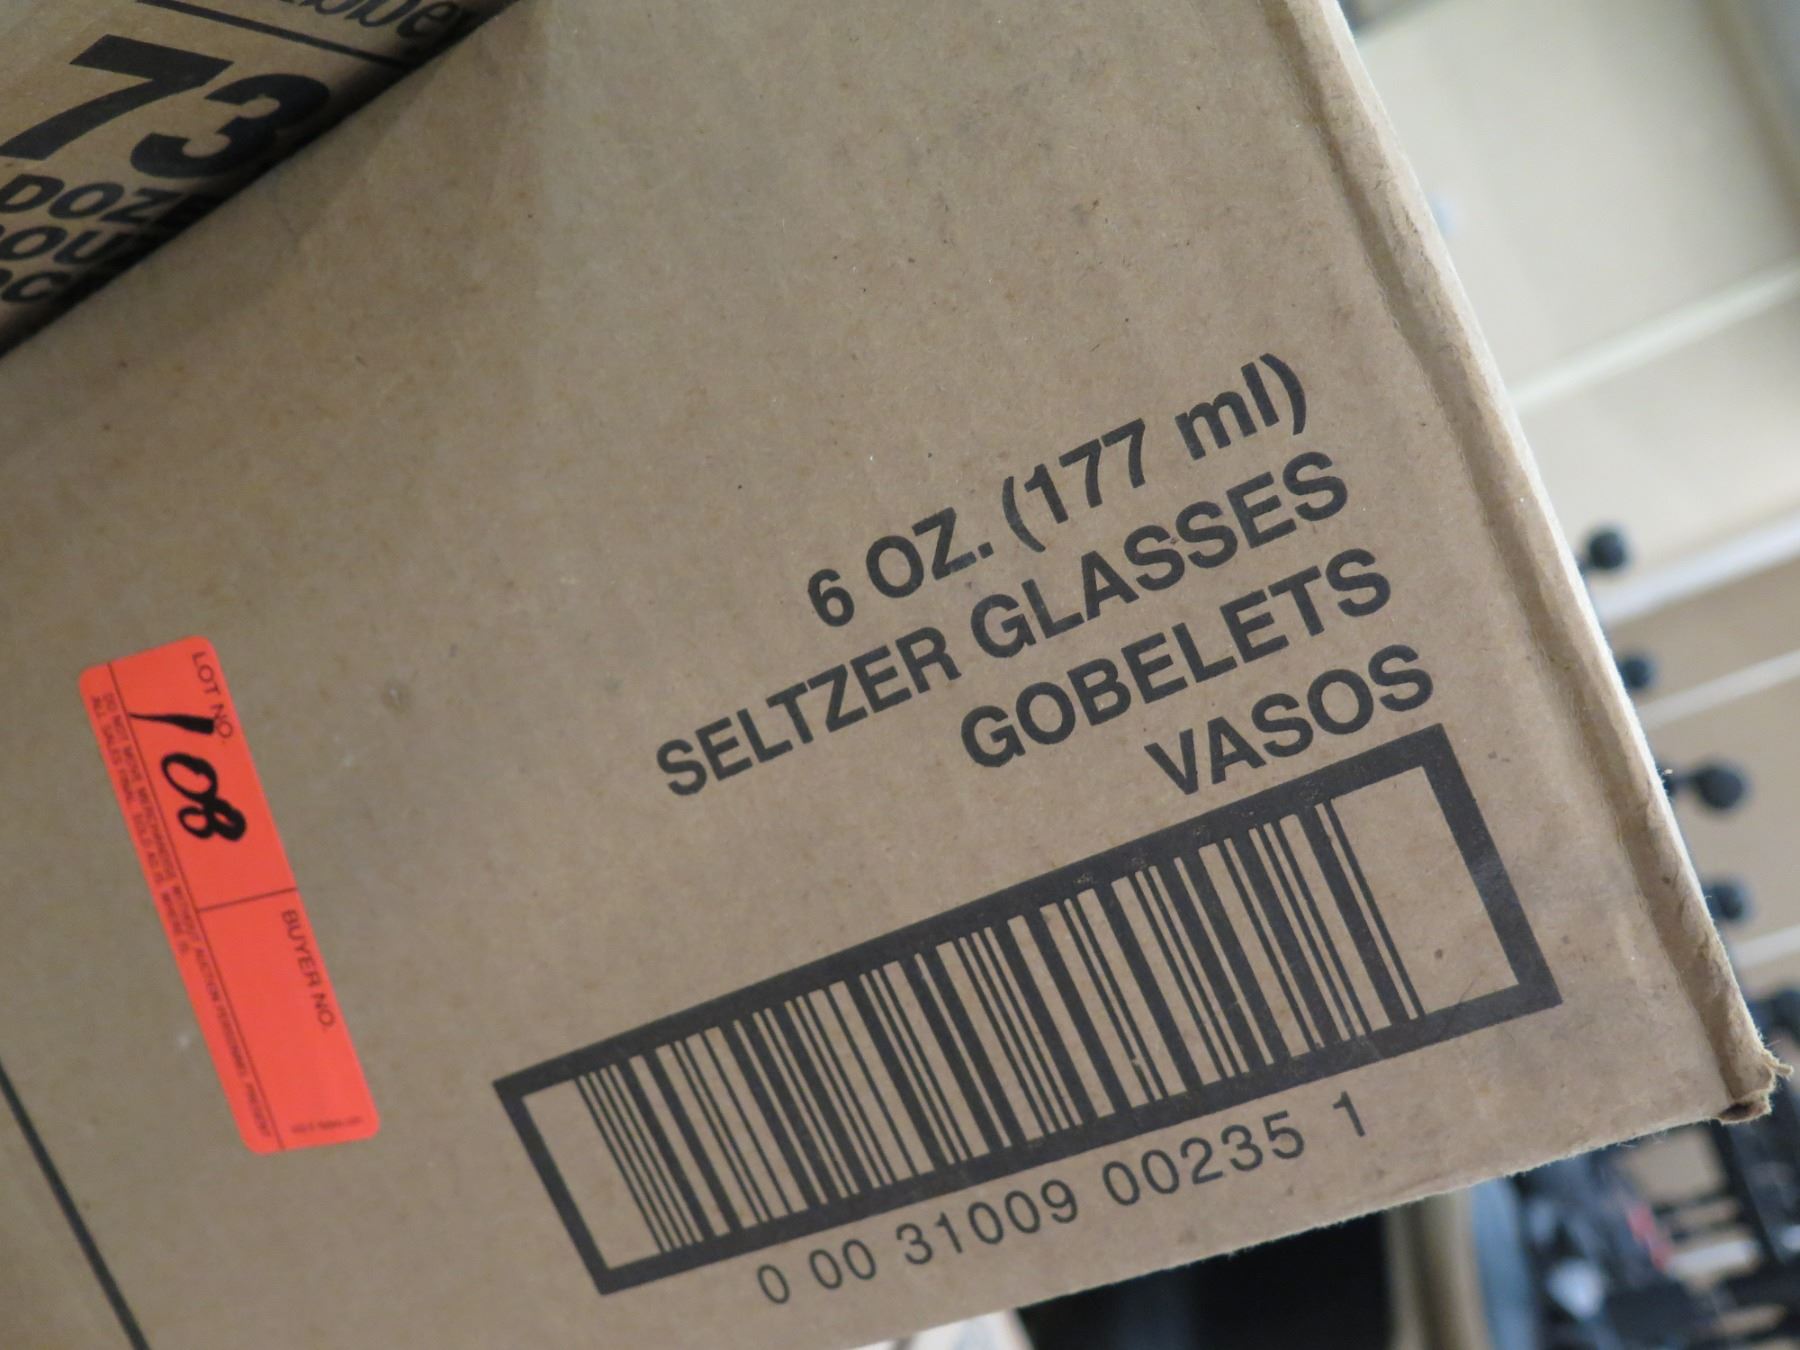 73
6 OZ. (177 ml)
SELTZER GLASSES
GOBELETS
VASOS
0 00 31009 00235 1
LOT NO.
108
BUYER NO.